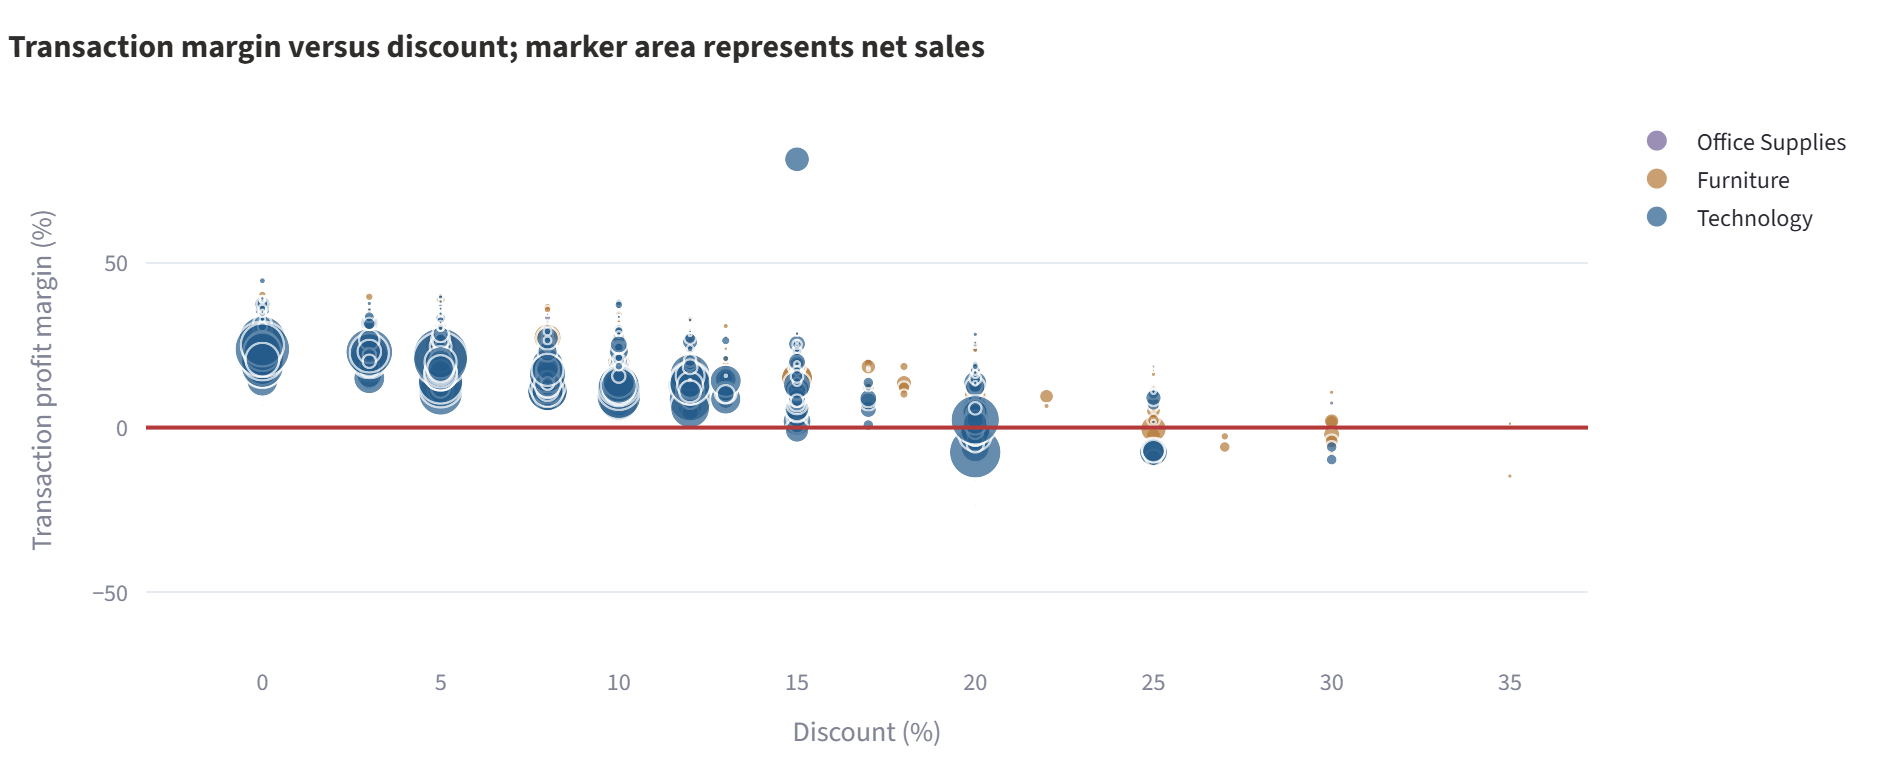 Transaction margin versus discount; marker area represents net sales
Office Supplies
Furniture
Technology
Transaction profit margin (%)
50
0
−50
0 5 10 15 20 25 30 35
Discount (%)